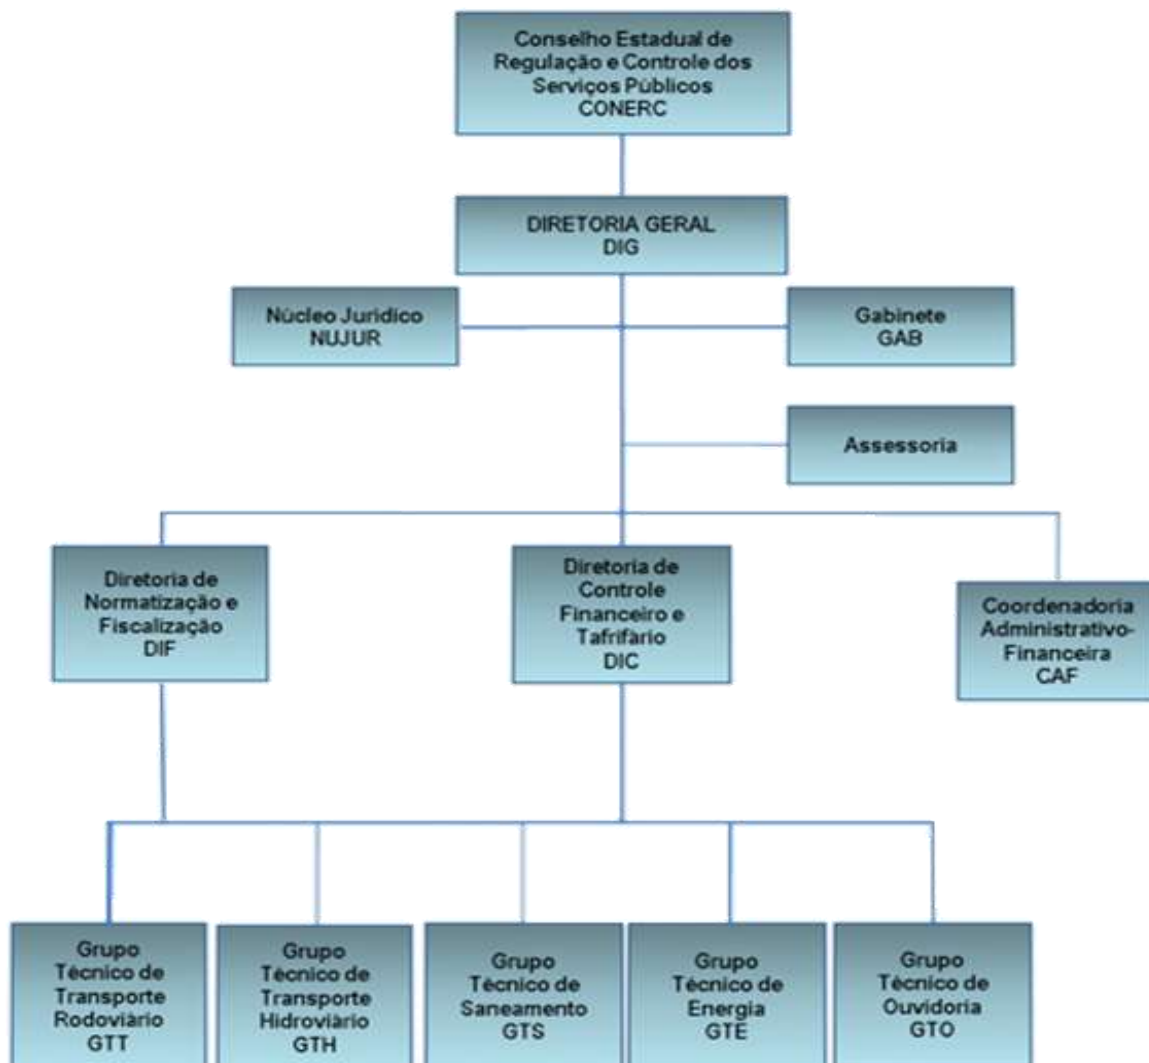 Conselho Estadual de
Regulação e Controle dos
Serviços Públicos
CONERC
DIRETORIA GERAL
DIG
Núcleo Jurídico
NUJUR
Gabinete
GAB
Assessoria
Diretoria de
Normatização e
Fiscalização
DIF
Diretoria de
Controle
Financeiro e
Tafrifário
DIC
Coordenadoria
Administrativo-
Financeira
CAF
Grupo
Técnico de
Transporte
Rodoviário
GTT
Grupo
Técnico de
Transporte
Hidroviário
GTH
Grupo
Técnico de
Saneamento
GTS
Grupo
Técnico de
Energia
GTE
Grupo
Técnico de
Ouvidoria
GTO